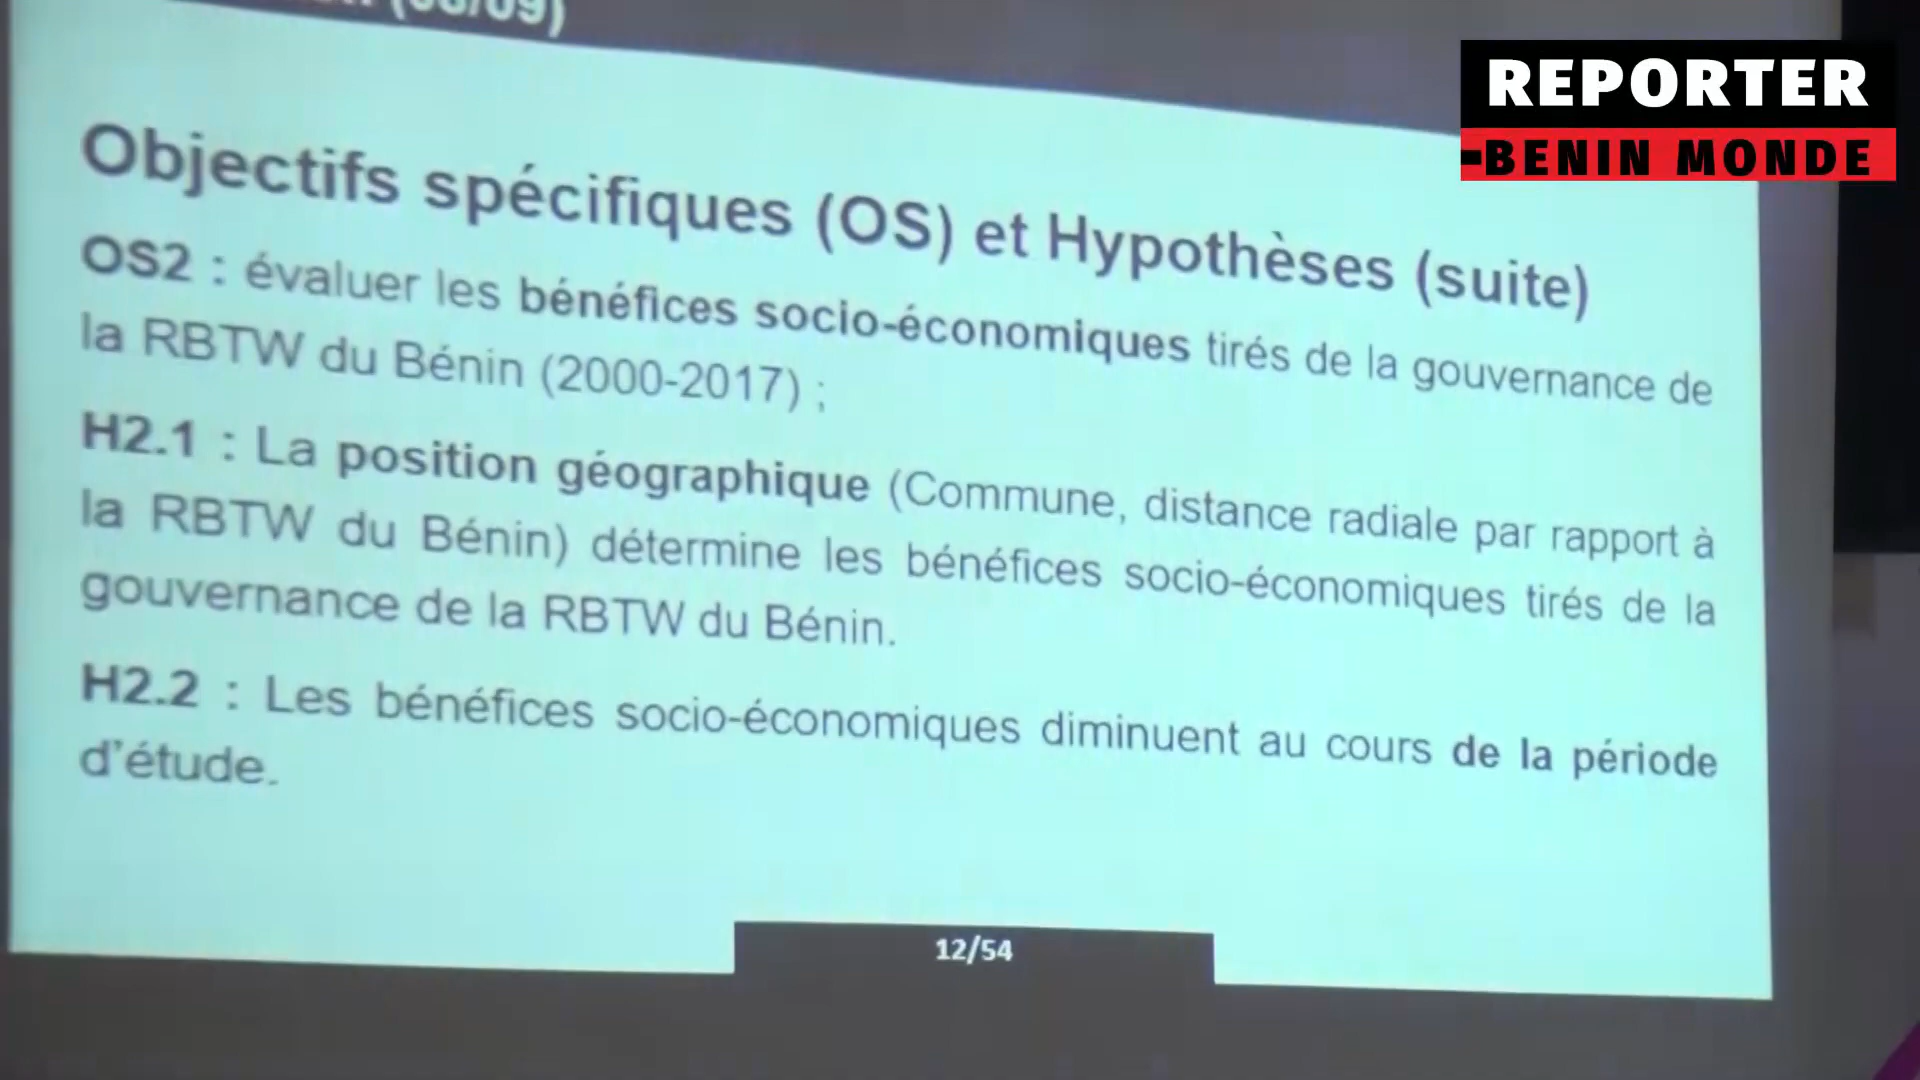 REPORTER
BENIN MONDE
Objectifs spécifiques (OS) et Hypothèses (suite)
OS2 : évaluer les bénéfices socio-économiques tirés de la gouvernance de
la RBTW du Bénin (2000-2017) ;
H2.1 : La position géographique (Commune, distance radiale par rapport à
la RBTW du Bénin) détermine les bénéfices socio-économiques tirés de la
gouvernance de la RBTW du Bénin.
H2.2 : Les bénéfices socio-économiques diminuent au cours de la période
d'étude.
12/54